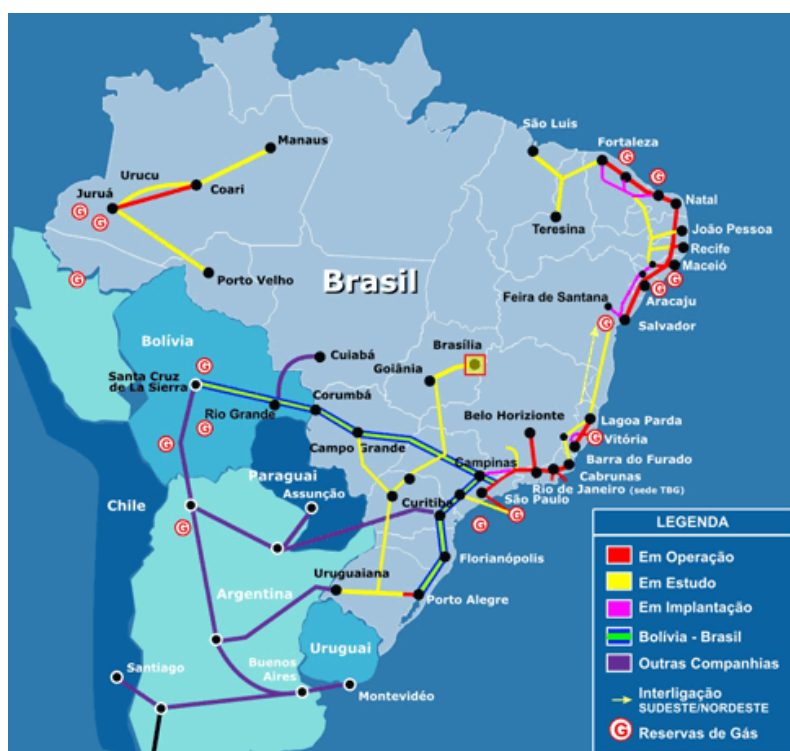 São Luis
Fortaleza
Manaus
Urucu
Juruá
Coari
G
G
G
G
Natal
Teresina
João Pessoa
Recife
Porto Velho
G
Brasil
Maceió
G
G
Feira de Santana
Aracaju
Salvador
G
Bolívia
Brasília
Cuiabá
Goiânia
G
Santa Cruz
de La Sierra
Corumbá
Rio Grande
Belo Horizionte
Lagoa Parda
G
G
Campo Grande
Vitória
G
Campinas
Barra do Furado
Paraguai
Cabrunas
Assunção
Rio de Janeiro (sede TBG)
Chile
Curitiba
São Paulo
G
G
G
LEGENDA
Florianópolis
Em Operação
Uruguaiana
Em Estudo
Argentina
Porto Alegre
Em Implantação
Bolívia - Brasil
Uruguai
Outras Companhias
Buenos
Aires
Santiago
Montevidéo
Interligação
SUDESTE/NORDESTE
G Reservas de Gás